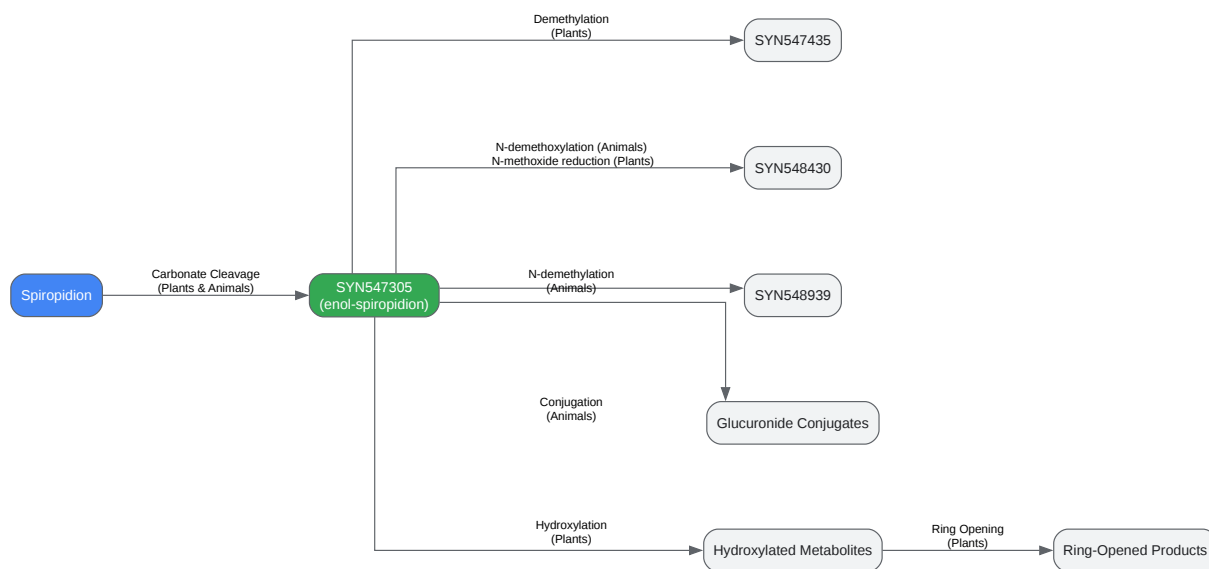 Demethylation
(Plants)
SYN547435
N-demethoxylation (Animals)
N-methoxide reduction (Plants)
SYN548430
Spiropidion
Carbonate Cleavage
(Plants & Animals)
SYN547305
(enol-spiropidion)
N-demethylation
(Animals)
SYN548939
Conjugation
(Animals)
Glucuronide Conjugates
Hydroxylation
(Plants)
Hydroxylated Metabolites
Ring Opening
(Plants)
Ring-Opened Products